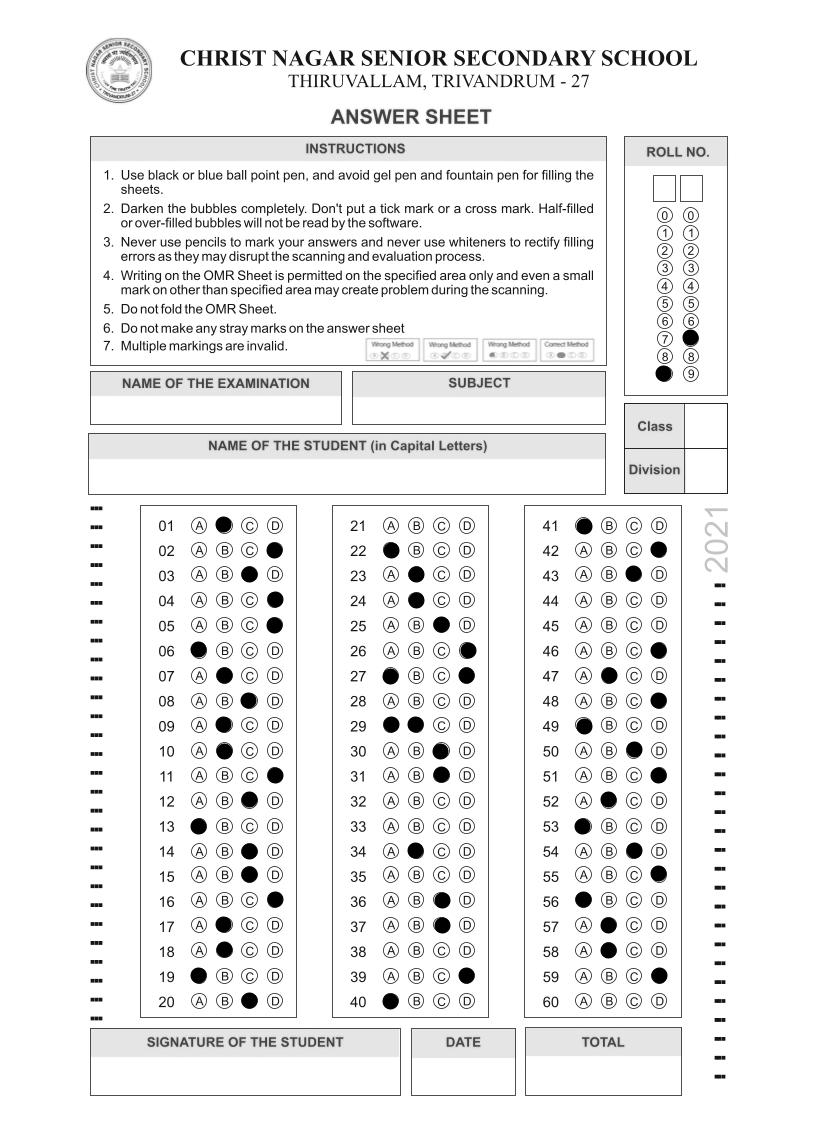 CHRIST NAGAR SENIOR SECONDARY SCHOOL
THIRUVALLAM, TRIVANDRUM - 27
ANSWER SHEET
INSTRUCTIONS
1. Use black or blue ball point pen, and avoid gel pen and fountain pen for filling the
sheets.
2. Darken the bubbles completely. Don't put a tick mark or a cross mark. Half-filled
or over-filled bubbles will not be read by the software.
3. Never use pencils to mark your answers and never use whiteners to rectify filling
errors as they may disrupt the scanning and evaluation process.
4. Writing on the OMR Sheet is permitted on the specified area only and even a small
mark on other than specified area may create problem during the scanning.
5. Do not fold the OMR Sheet.
6. Do not make any stray marks on the answer sheet
7. Multiple markings are invalid.
Wrong Method Wrong Method Wrong Method Correct Method
ROLL NO.
0 0
1 1
2 2
3 3
4 4
5 5
6 6
7
8 8
9
NAME OF THE EXAMINATION
SUBJECT
NAME OF THE STUDENT (in Capital Letters)
Class
Division
2021
01 A C D
02 A B C
03 A B D
04 A B C
05 A B C
06 B C D
07 A C D
08 A B D
09 A C D
10 A C D
11 A B C
12 A B D
13 B C D
14 A B D
15 A B D
16 A B C
17 A C D
18 A C D
19 B C D
20 A B D
21 A B C D
22 B C D
23 A C D
24 A C D
25 A B D
26 A B C
27 B C
28 A B C D
29 C D
30 A B D
31 A B D
32 A B C D
33 A B C D
34 A C D
35 A B C D
36 A B D
37 A B D
38 A B C D
39 A B C
40 B C D
41 B C D
42 A B C
43 A B D
44 A B C D
45 A B C D
46 A B C
47 A C D
48 A B C
49 B C D
50 A B D
51 A B C
52 A C D
53 B C D
54 A B D
55 A B C
56 B C D
57 A C D
58 A C D
59 A B C
60 A B C D
SIGNATURE OF THE STUDENT
DATE
TOTAL